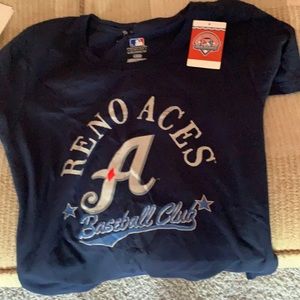 RENO ACES
A
Baseball Club